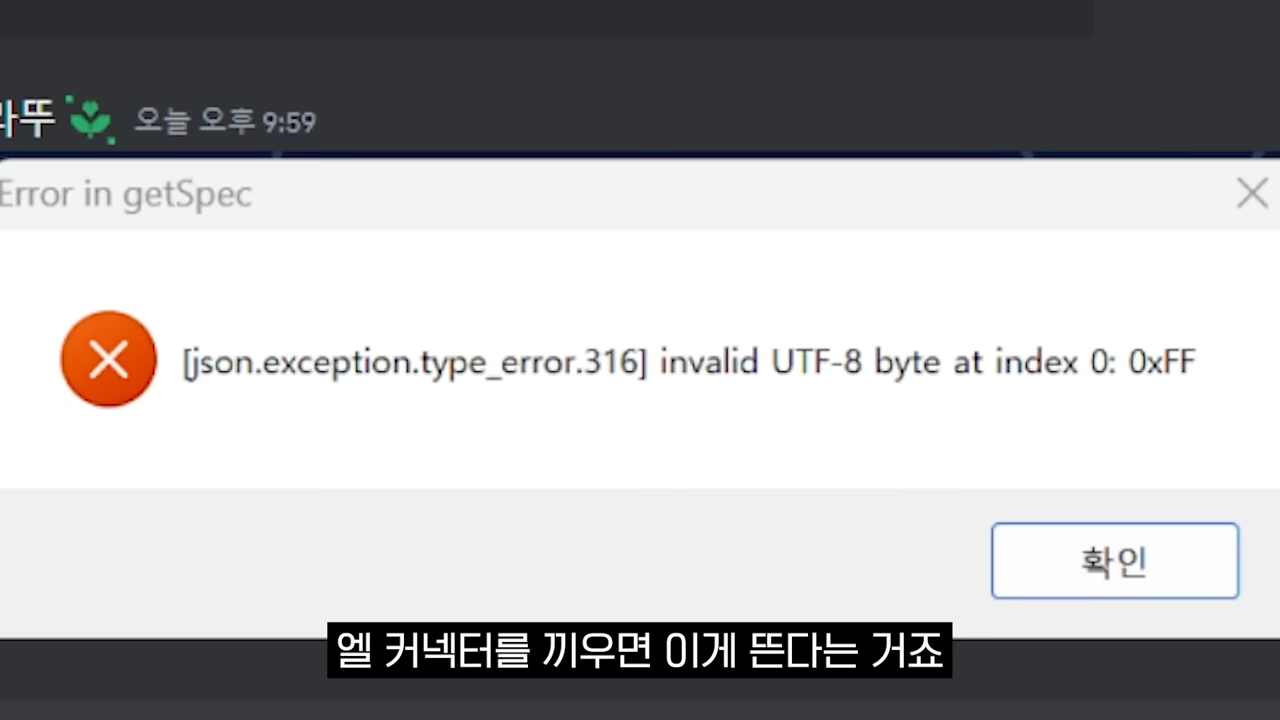 뚜 오늘 오후 9:59
Error in getSpec
[json.exception.type_error.316] invalid UTF-8 byte at index 0: 0xFF
확인
엘 커넥터를 끼우면 이게 뜬다는 거죠